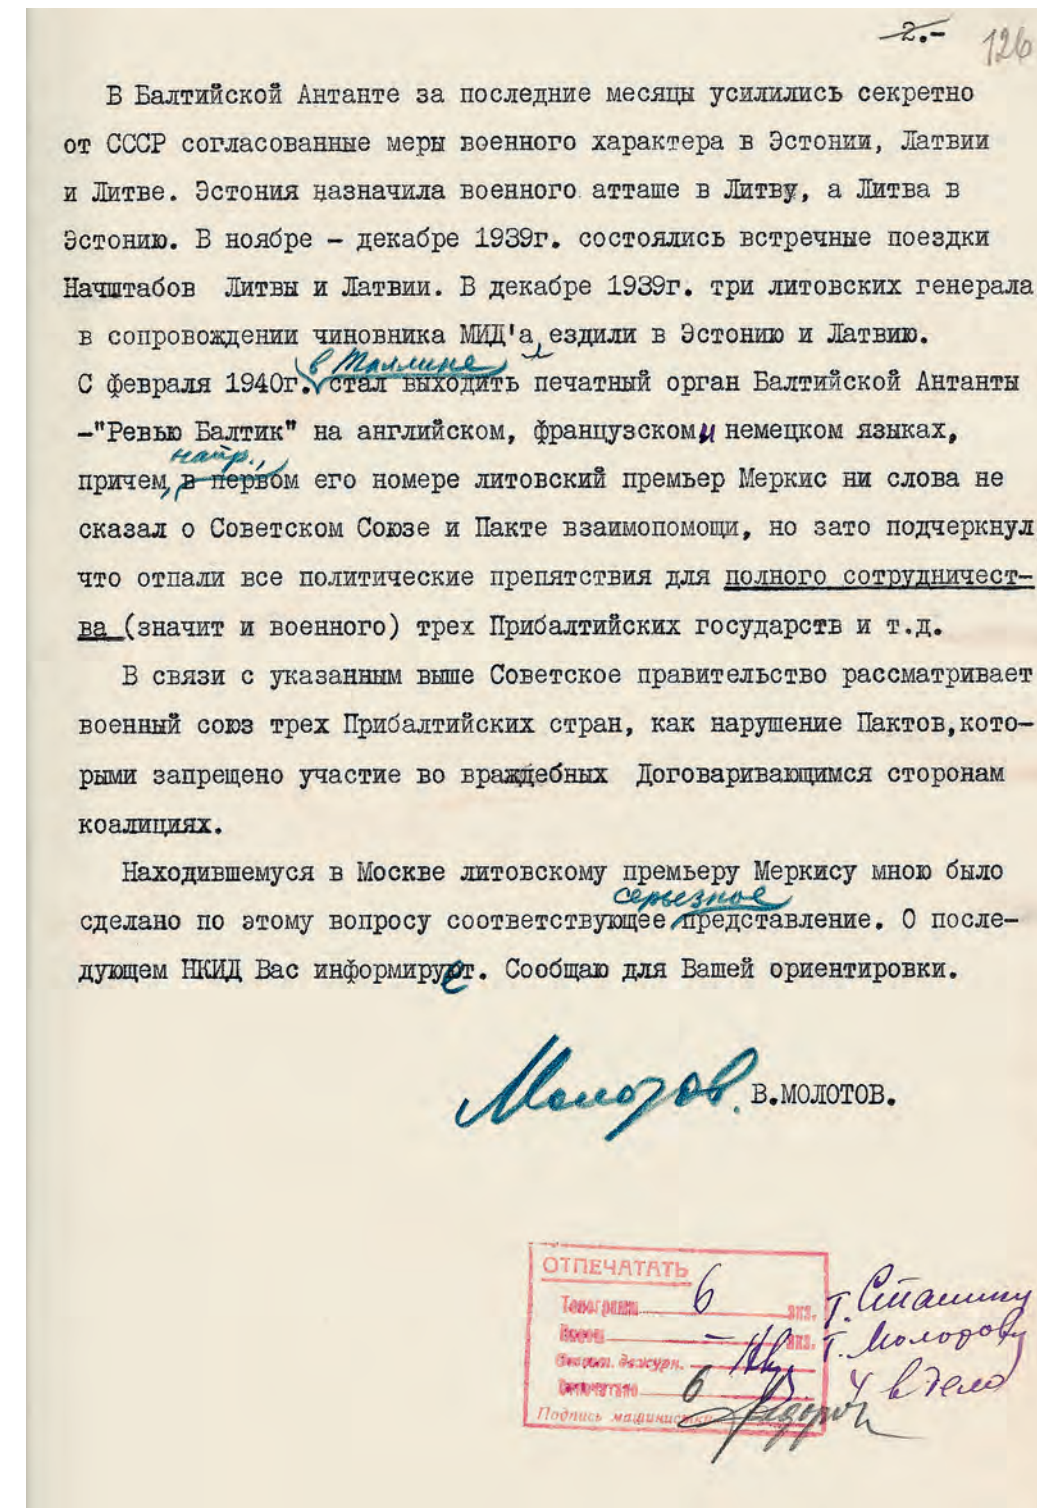 2.- 126
В Балтийской Антанте за последние месяцы усилились секретно
от СССР согласованные меры военного характера в Эстонии, Латвии
и Литве. Эстония назначила военного атташе в Литву, а Литва в
Эстонию. В ноябре - декабре 1939г. состоялись встречные поездки
Начштабов Литвы и Латвии. В декабре 1939г. три литовских генерала
в сопровождении чиновника МИД'а, ездили в Эстонию и Латвию.
в Таллине
С февраля 1940г. стал выходить печатный орган Балтийской Антанты
-"Ревью Балтик" на английском, французском и немецком языках,
напр.,
причем, в первом его номере литовский премьер Меркис ни слова не
сказал о Советском Союзе и Пакте взаимопомощи, но зато подчеркнул
что отпали все политические препятствия для полного сотрудничест-
ва (значит и военного) трех Прибалтийских государств и т.д.
В связи с указанным выше Советское правительство рассматривает
военный союз трех Прибалтийских стран, как нарушение Пактов,кото-
рыми запрещено участие во враждебных Договаривающимся сторонам
коалициях.
Находившемуся в Москве литовскому премьеру Меркису мною было
серьезное
сделано по этому вопросу соответствующее представление. О после-
дующем НКИД Вас информирует. Сообщаю для Вашей ориентировки.
Молотов. В.МОЛОТОВ.
ОТПЕЧАТАТЬ
6 экз. т. Сталину
- экз. т. Молотову
дежурн. 4 в дело
6
Подпись машинистки